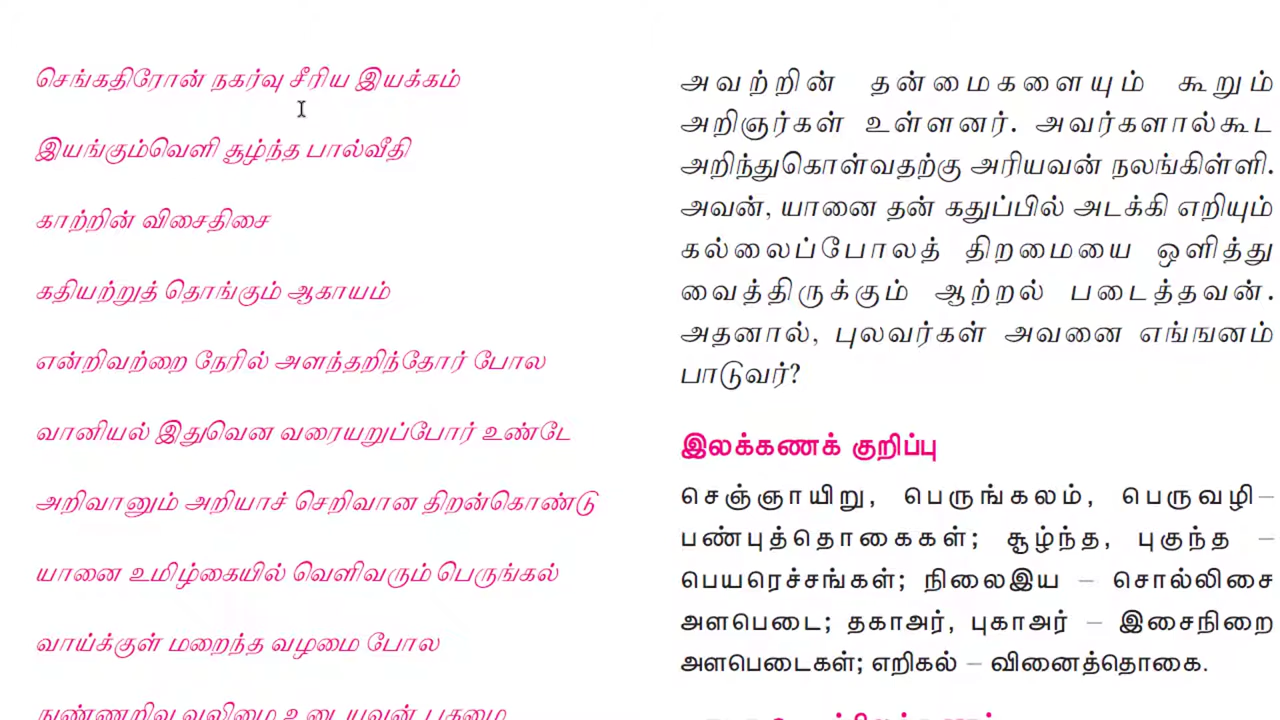 செங்கதிரோன் நகர்வு சீரிய இயக்கம்
இயங்கும்வெளி சூழ்ந்த பால்வீதி
காற்றின் விசைதிசை
கதியற்றுத் தொங்கும் ஆகாயம்
என்றிவற்றை நேரில் அளந்தறிந்தோர் போல
வானியல் இதுவென வரையறுப்போர் உண்டே
அறிவானும் அறியாச் செறிவான திறன்கொண்டு
யானை உமிழ்கையில் வெளிவரும் பெருங்கல்
வாய்க்குள் மறைந்த வழமை போல
நுண்ணறிவு வலிமை உடையவன்
அவற்றின் தன்மைகளையும் கூறும்
அறிஞர்கள் உள்ளனர். அவர்களால்கூட
அறிந்துகொள்வதற்கு அரியவன் நலங்கிள்ளி.
அவன், யானை தன் கதுப்பில் அடக்கி எறியும்
கல்லைப்போலத் திறமையை ஒளித்து
வைத்திருக்கும் ஆற்றல் படைத்தவன்.
அதனால், புலவர்கள் அவனை எங்ஙனம்
பாடுவர்?
இலக்கணக் குறிப்பு
செஞ்ஞாயிறு, பெருங்கலம், பெருவழி–
பண்புத்தொகைகள்; சூழ்ந்த, புகுந்த –
பெயரெச்சங்கள்; நிலைஇய – சொல்லிசை
அளபெடை; தகாஅர், புகாஅர் – இசைநிறை
அளபெடைகள்; எறிகல் – வினைத்தொகை.